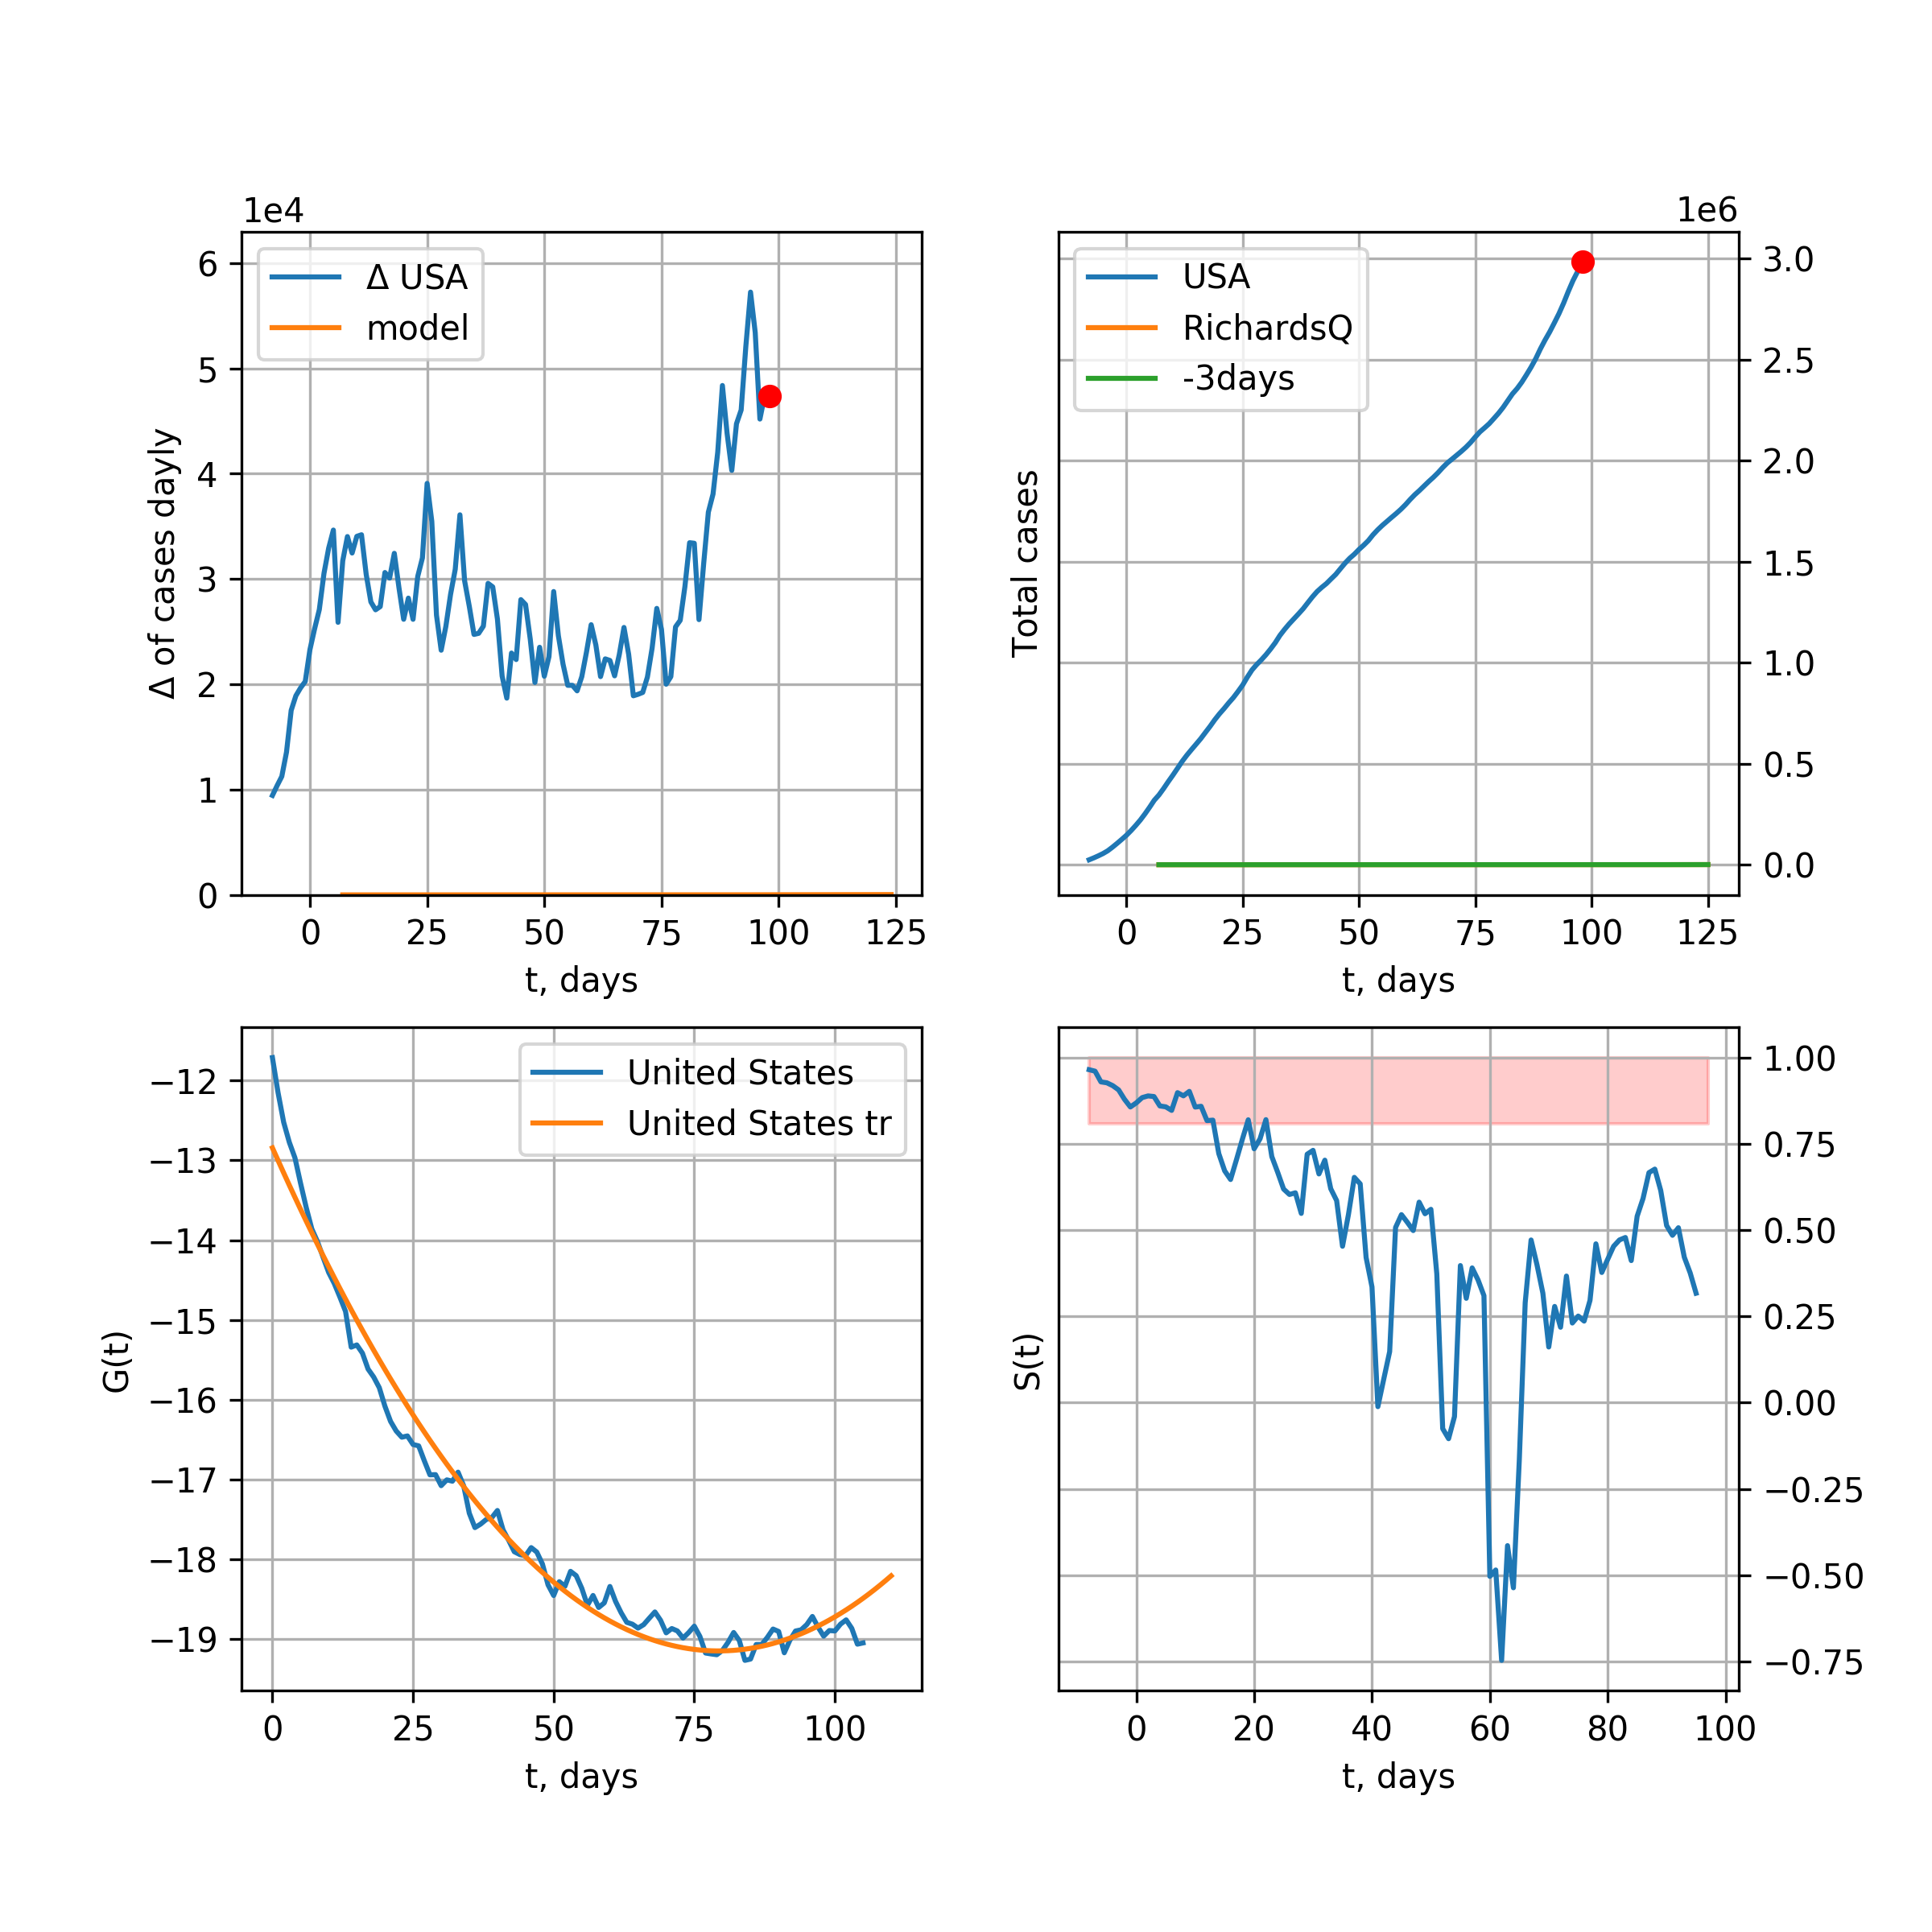 1e4
Δ USA
model
6
5
4
3
2
1
0
Δ of cases dayly
0 25 50 75 100 125
t, days
1e6
USA
RichardsQ
-3days
3.0
2.5
2.0
1.5
1.0
0.5
0.0
Total cases
0 25 50 75 100 125
t, days
United States
United States tr
−12
−13
−14
−15
−16
−17
−18
−19
G(t)
0 25 50 75 100
t, days
1.00
0.75
0.50
0.25
0.00
−0.25
−0.50
−0.75
S(t)
0 20 40 60 80 100
t, days